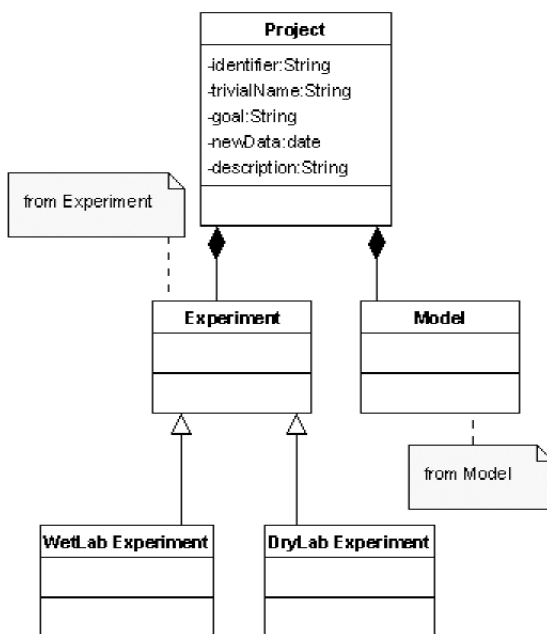 Project
-identifier:String
-trivialName:String
-goal:String
-newData:date
-description:String
from Experiment
Experiment
Model
from Model
WetLab Experiment
DryLab Experiment